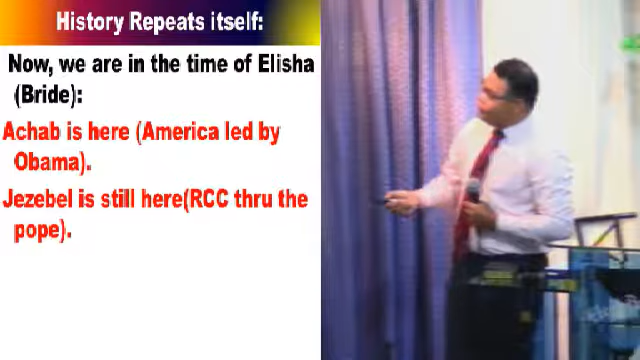 History Repeats itself:
Now, we are in the time of Elisha
(Bride):
Achab is here (America led by
Obama).
Jezebel is still here(RCC thru the
pope).